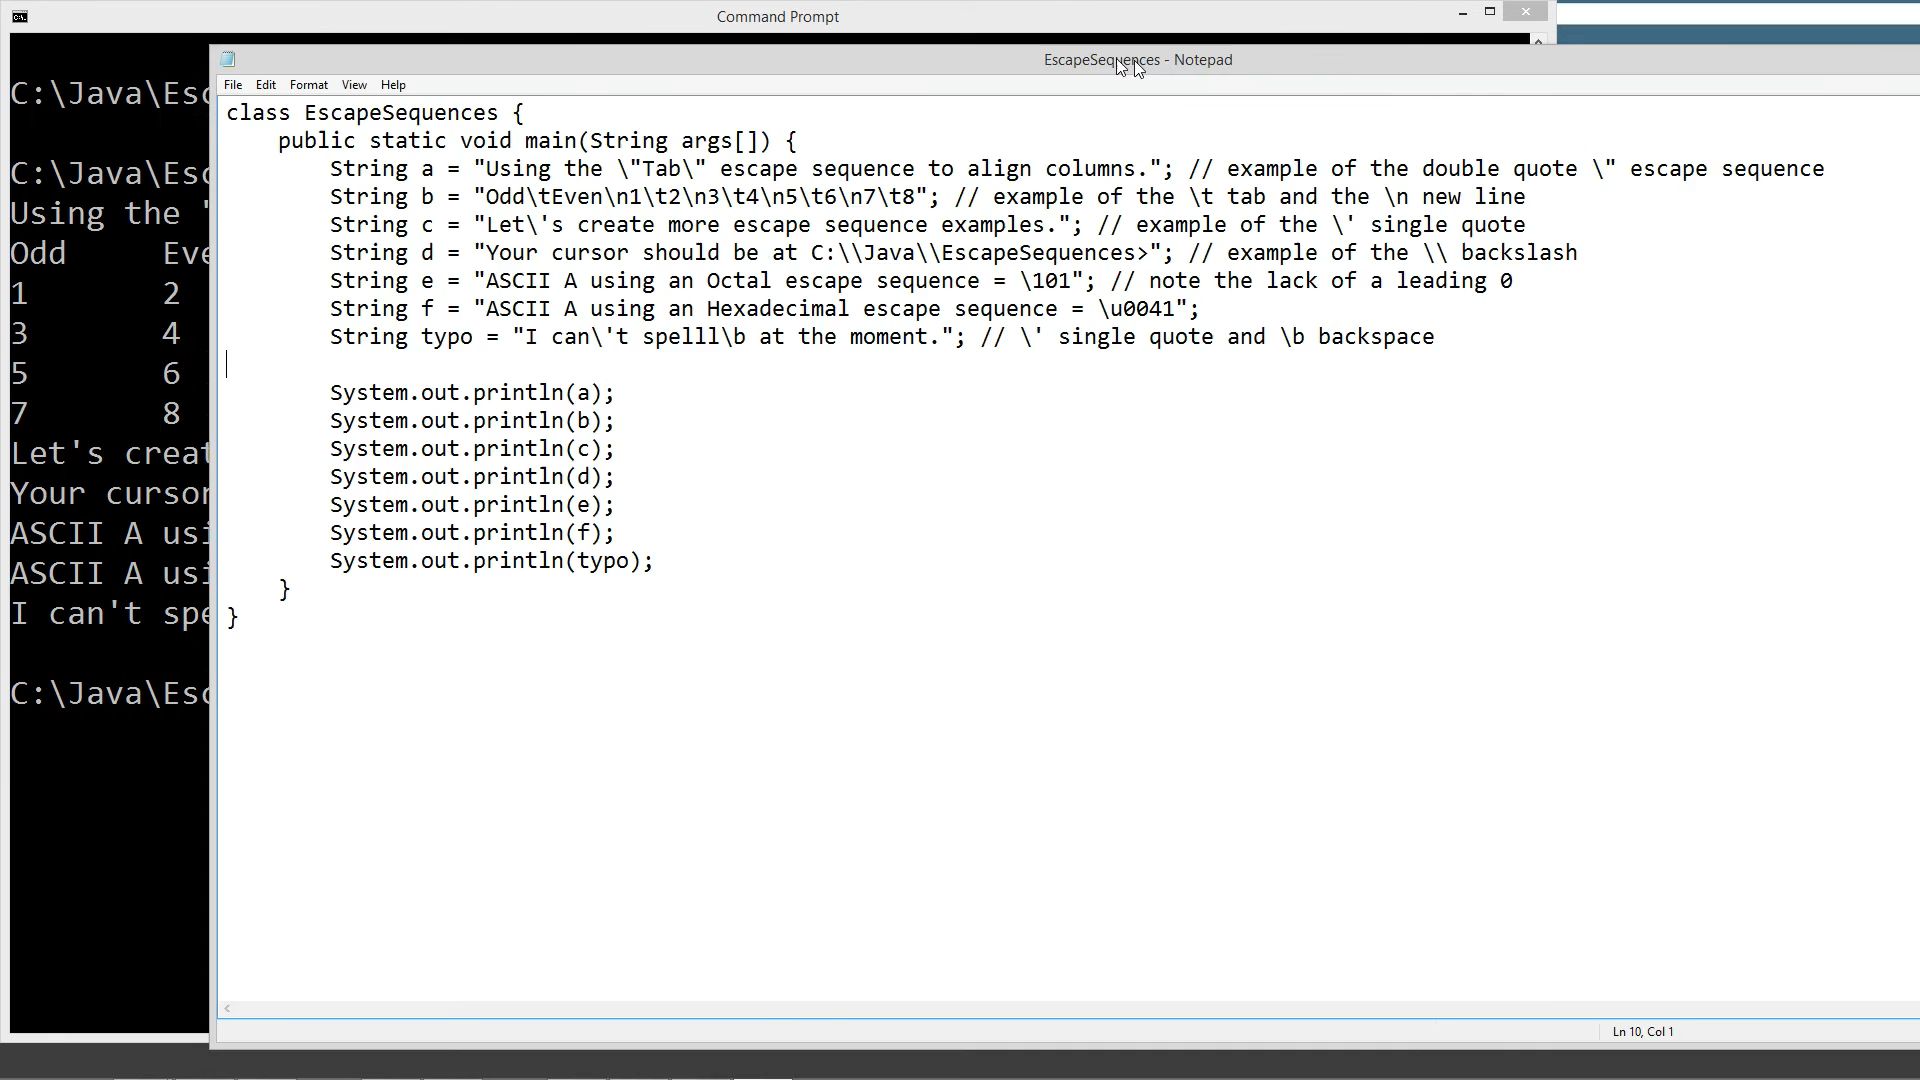 Command Prompt
EscapeSequences - Notepad
File Edit Format View Help
C:\Java\Esc
C:\Java\Esc
Using the "
Odd Eve
1 2
3 4
5 6
7 8
Let's creat
Your cursor
ASCII A usi
ASCII A usi
I can't spe
C:\Java\Esc
class EscapeSequences {
    public static void main(String args[]) {
        String a = "Using the \"Tab\" escape sequence to align columns."; // example of the double quote \" escape sequence
        String b = "Odd\tEven\n1\t2\n3\t4\n5\t6\n7\t8"; // example of the \t tab and the \n new line
        String c = "Let\'s create more escape sequence examples."; // example of the \' single quote
        String d = "Your cursor should be at C:\\Java\\EscapeSequences>"; // example of the \\ backslash
        String e = "ASCII A using an Octal escape sequence = \101"; // note the lack of a leading 0
        String f = "ASCII A using an Hexadecimal escape sequence = \u0041";
        String typo = "I can\'t spelll\b at the moment."; // \' single quote and \b backspace
        System.out.println(a);
        System.out.println(b);
        System.out.println(c);
        System.out.println(d);
        System.out.println(e);
        System.out.println(f);
        System.out.println(typo);
    }
}
Ln 10, Col 1